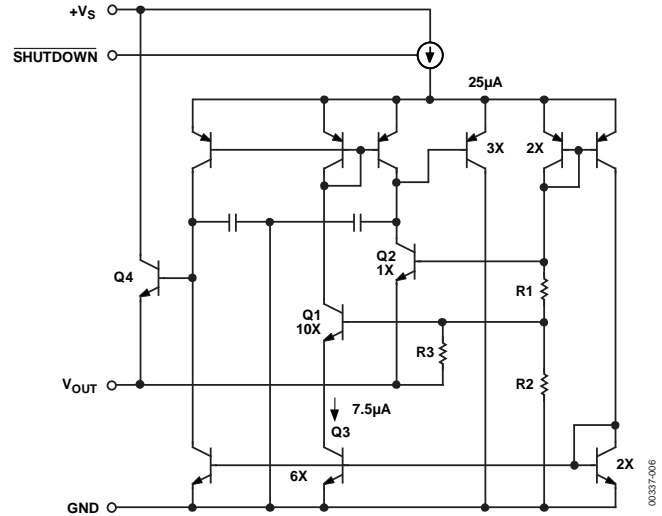 +VS
SHUTDOWN
25µA
3X
2X
Q2
1X
Q4
R1
Q1
10X
R3
R2
VOUT
7.5µA
Q3
6X
2X
GND
00337-006